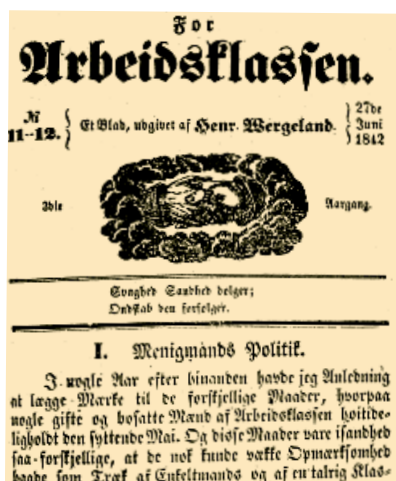 For
Arbeidsklassen.
№ 11–12.
Et Blad, udgivet af Henr. Wergeland.
27de Juni 1842
3die
Aargang.
Svaghed Sandhed dølger;
Ondskab den forfølger.
I. Menigmands Politik.
I nogle Aar efter hinanden havde jeg Anledning
at lægge Mærke til de forskjellige Maader, hvorpaa
nogle gifte og bosatte Mænd af Arbeidsklassen høitide-
ligholdt den syttende Mai. Og disse Maader vare isandhed
saa forskjellige, at de nok kunde vække Opmærksomhed
baade som Træk af Enkeltmands og af en talrig Klas-